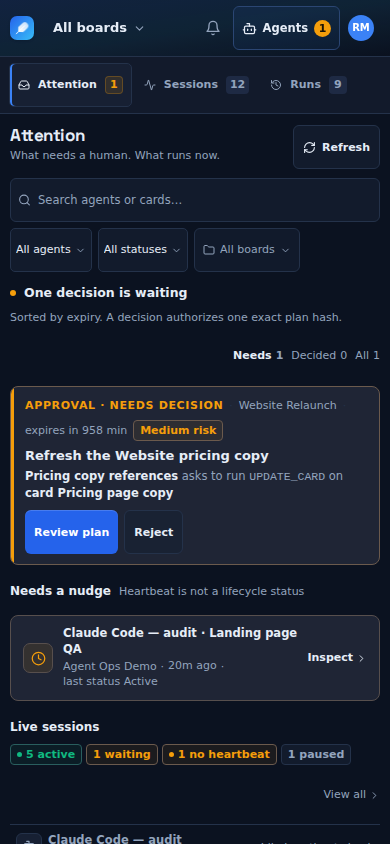 All boards
Agents 1
RM
Attention 1
Sessions 12
Runs 9
Attention
What needs a human. What runs now.
Refresh
Search agents or cards...
All agents
All statuses
All boards
One decision is waiting
Sorted by expiry. A decision authorizes one exact plan hash.
Needs 1 Decided 0 All 1
APPROVAL · NEEDS DECISION Website Relaunch
expires in 958 min Medium risk
Refresh the Website pricing copy
Pricing copy references asks to run UPDATE_CARD on
card Pricing page copy
Review plan
Reject
Needs a nudge Heartbeat is not a lifecycle status
Claude Code — audit · Landing page
QA
Agent Ops Demo · 20m ago ·
last status Active
Inspect
Live sessions
5 active
1 waiting
1 no heartbeat
1 paused
View all
Claude Code — audit